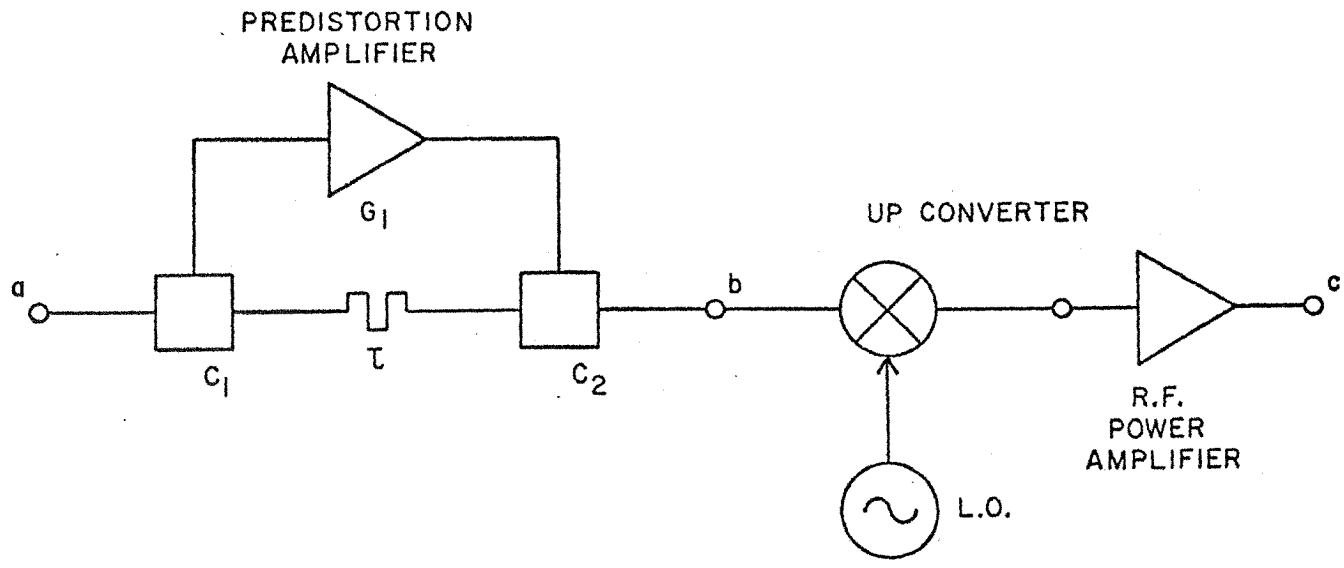 PREDISTORTION
AMPLIFIER
G1
UP CONVERTER
a
b
c
C1
τ
C2
R.F.
POWER
AMPLIFIER
L.O.